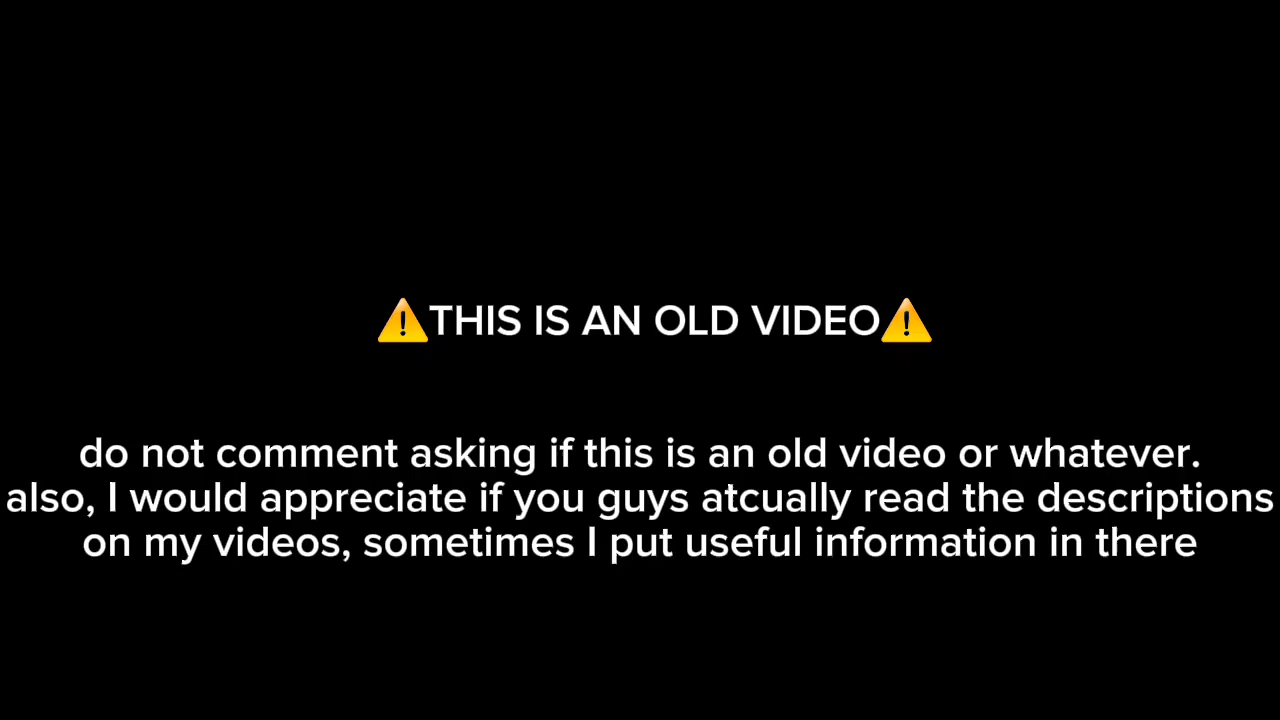 ⚠️THIS IS AN OLD VIDEO⚠️
do not comment asking if this is an old video or whatever.
also, I would appreciate if you guys atcually read the descriptions
on my videos, sometimes I put useful information in there